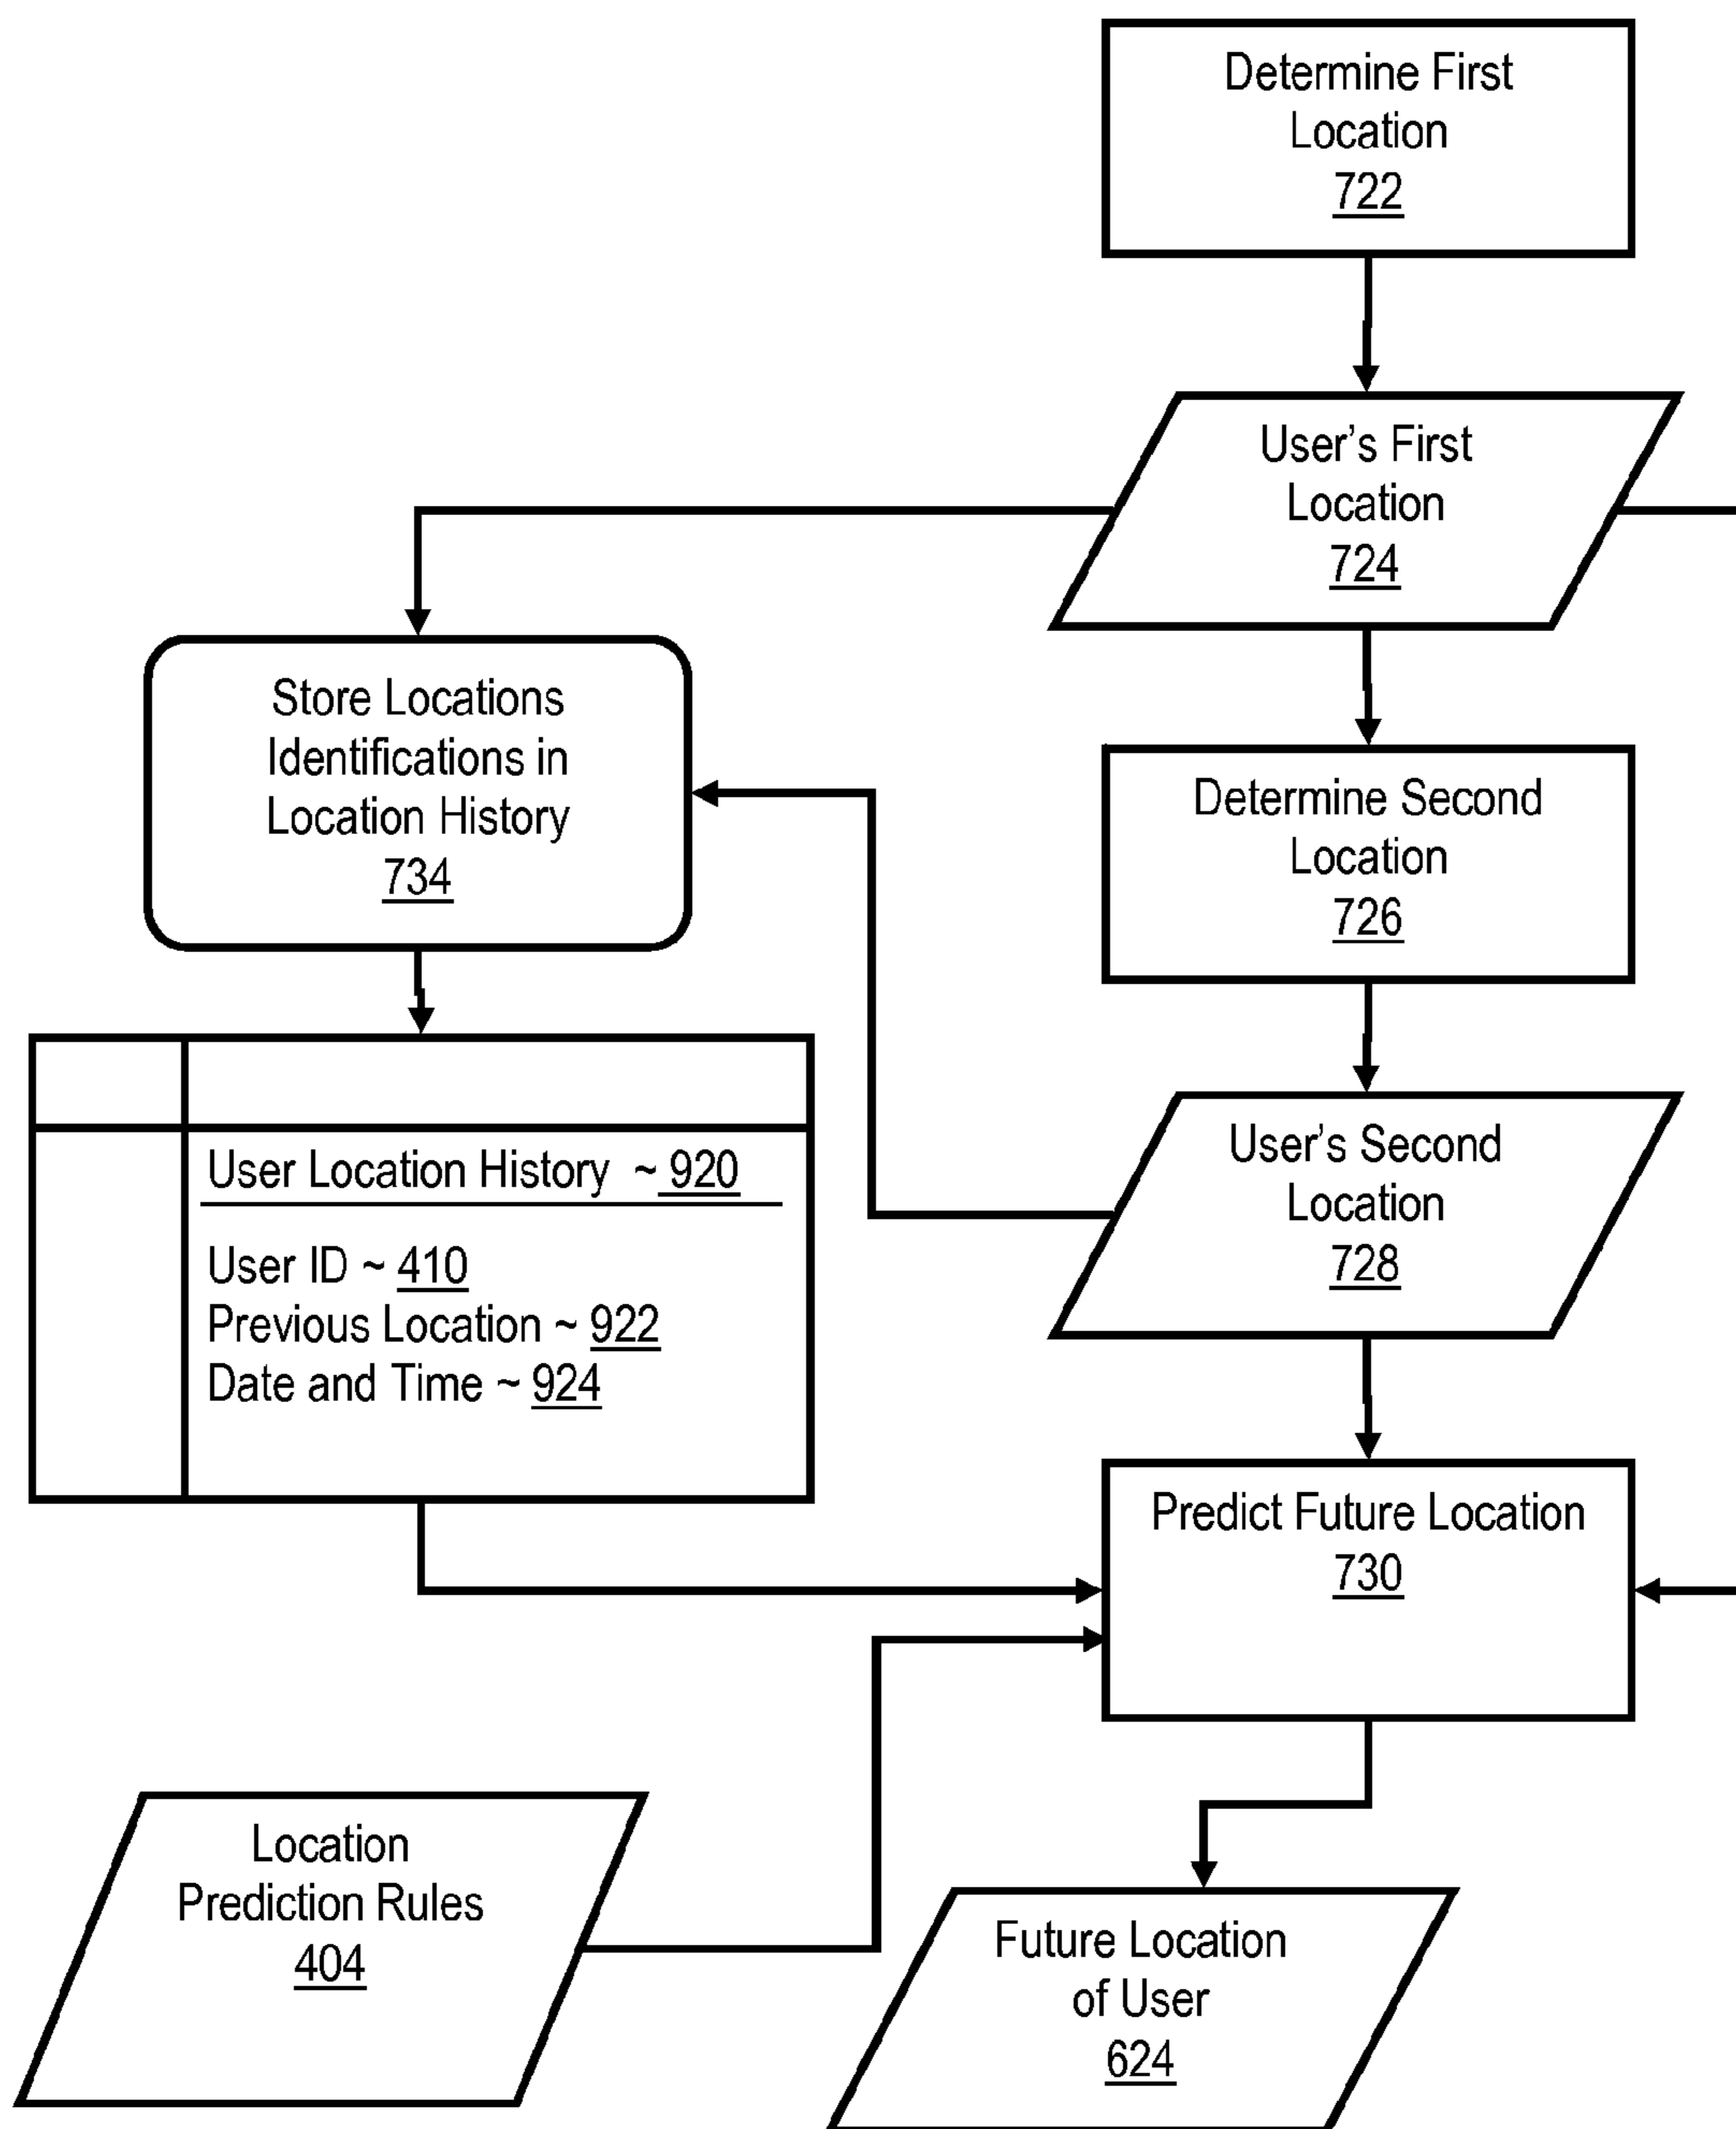 Determine First
Location
722
User's First
Location
724
Store Locations
Identifications in
Location History
734
Determine Second
Location
726
User Location History ~ 920
User ID ~ 410
Previous Location ~ 922
Date and Time ~ 924
User's Second
Location
728
Predict Future Location
730
Location
Prediction Rules
404
Future Location
of User
624